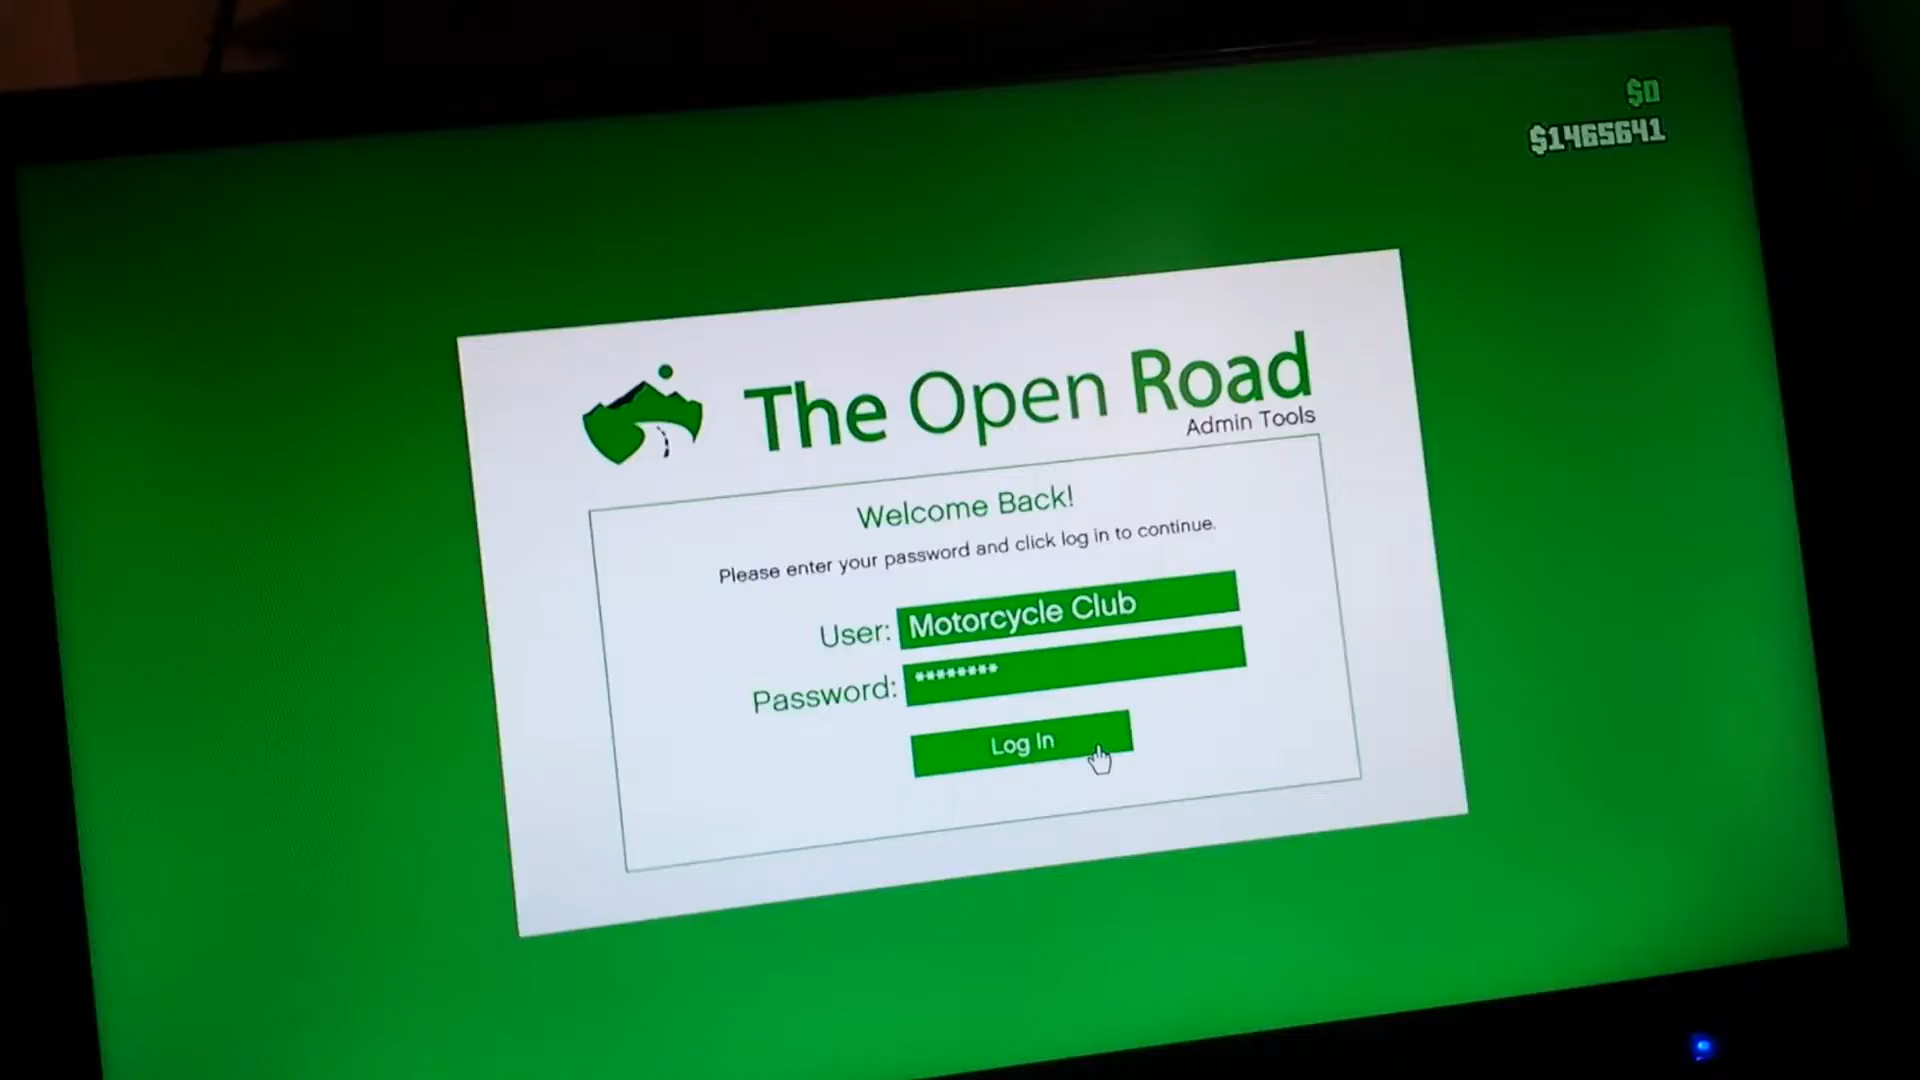 $0
$1465641
The Open Road
Admin Tools
Welcome Back!
Please enter your password and click log in to continue.
User: Motorcycle Club
Password: ********
Log In